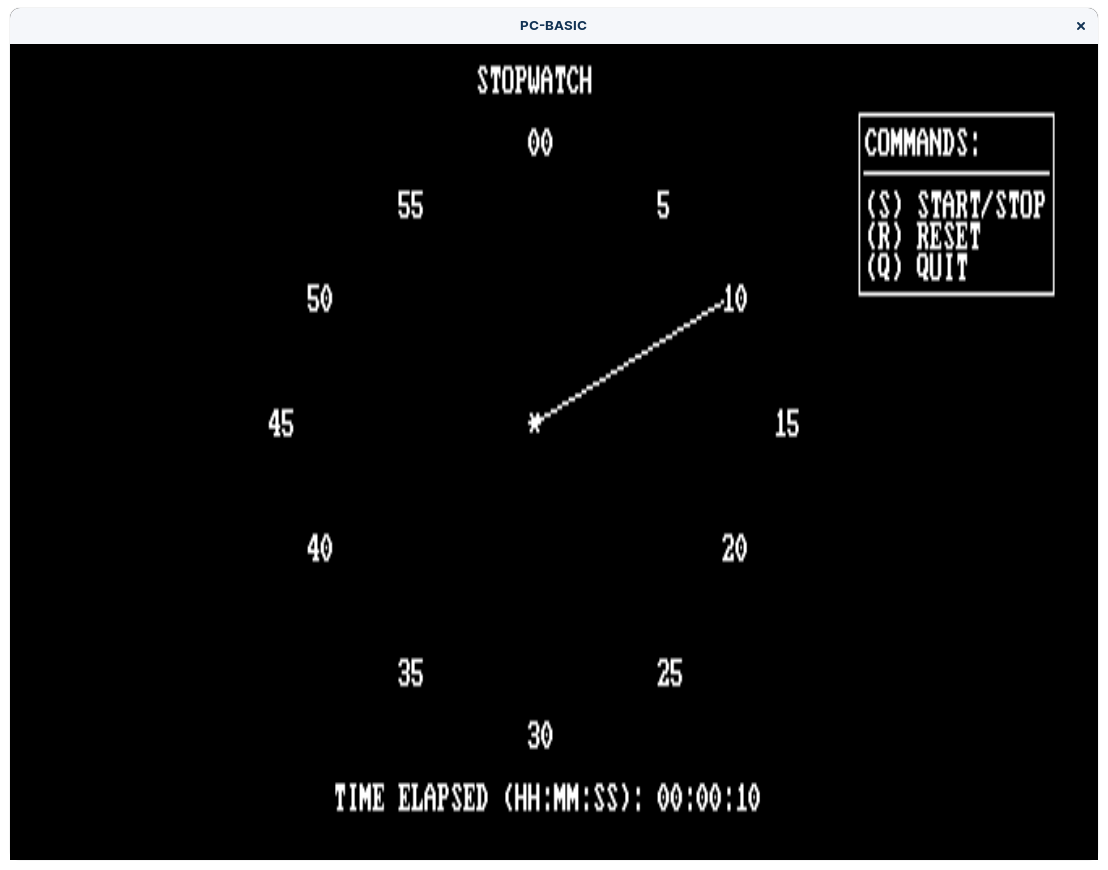 PC-BASIC ×
STOPWATCH
00
55 5
50 10
45 15
40 20
35 25
30
TIME ELAPSED (HH:MM:SS): 00:00:10
COMMANDS:
(S) START/STOP
(R) RESET
(Q) QUIT